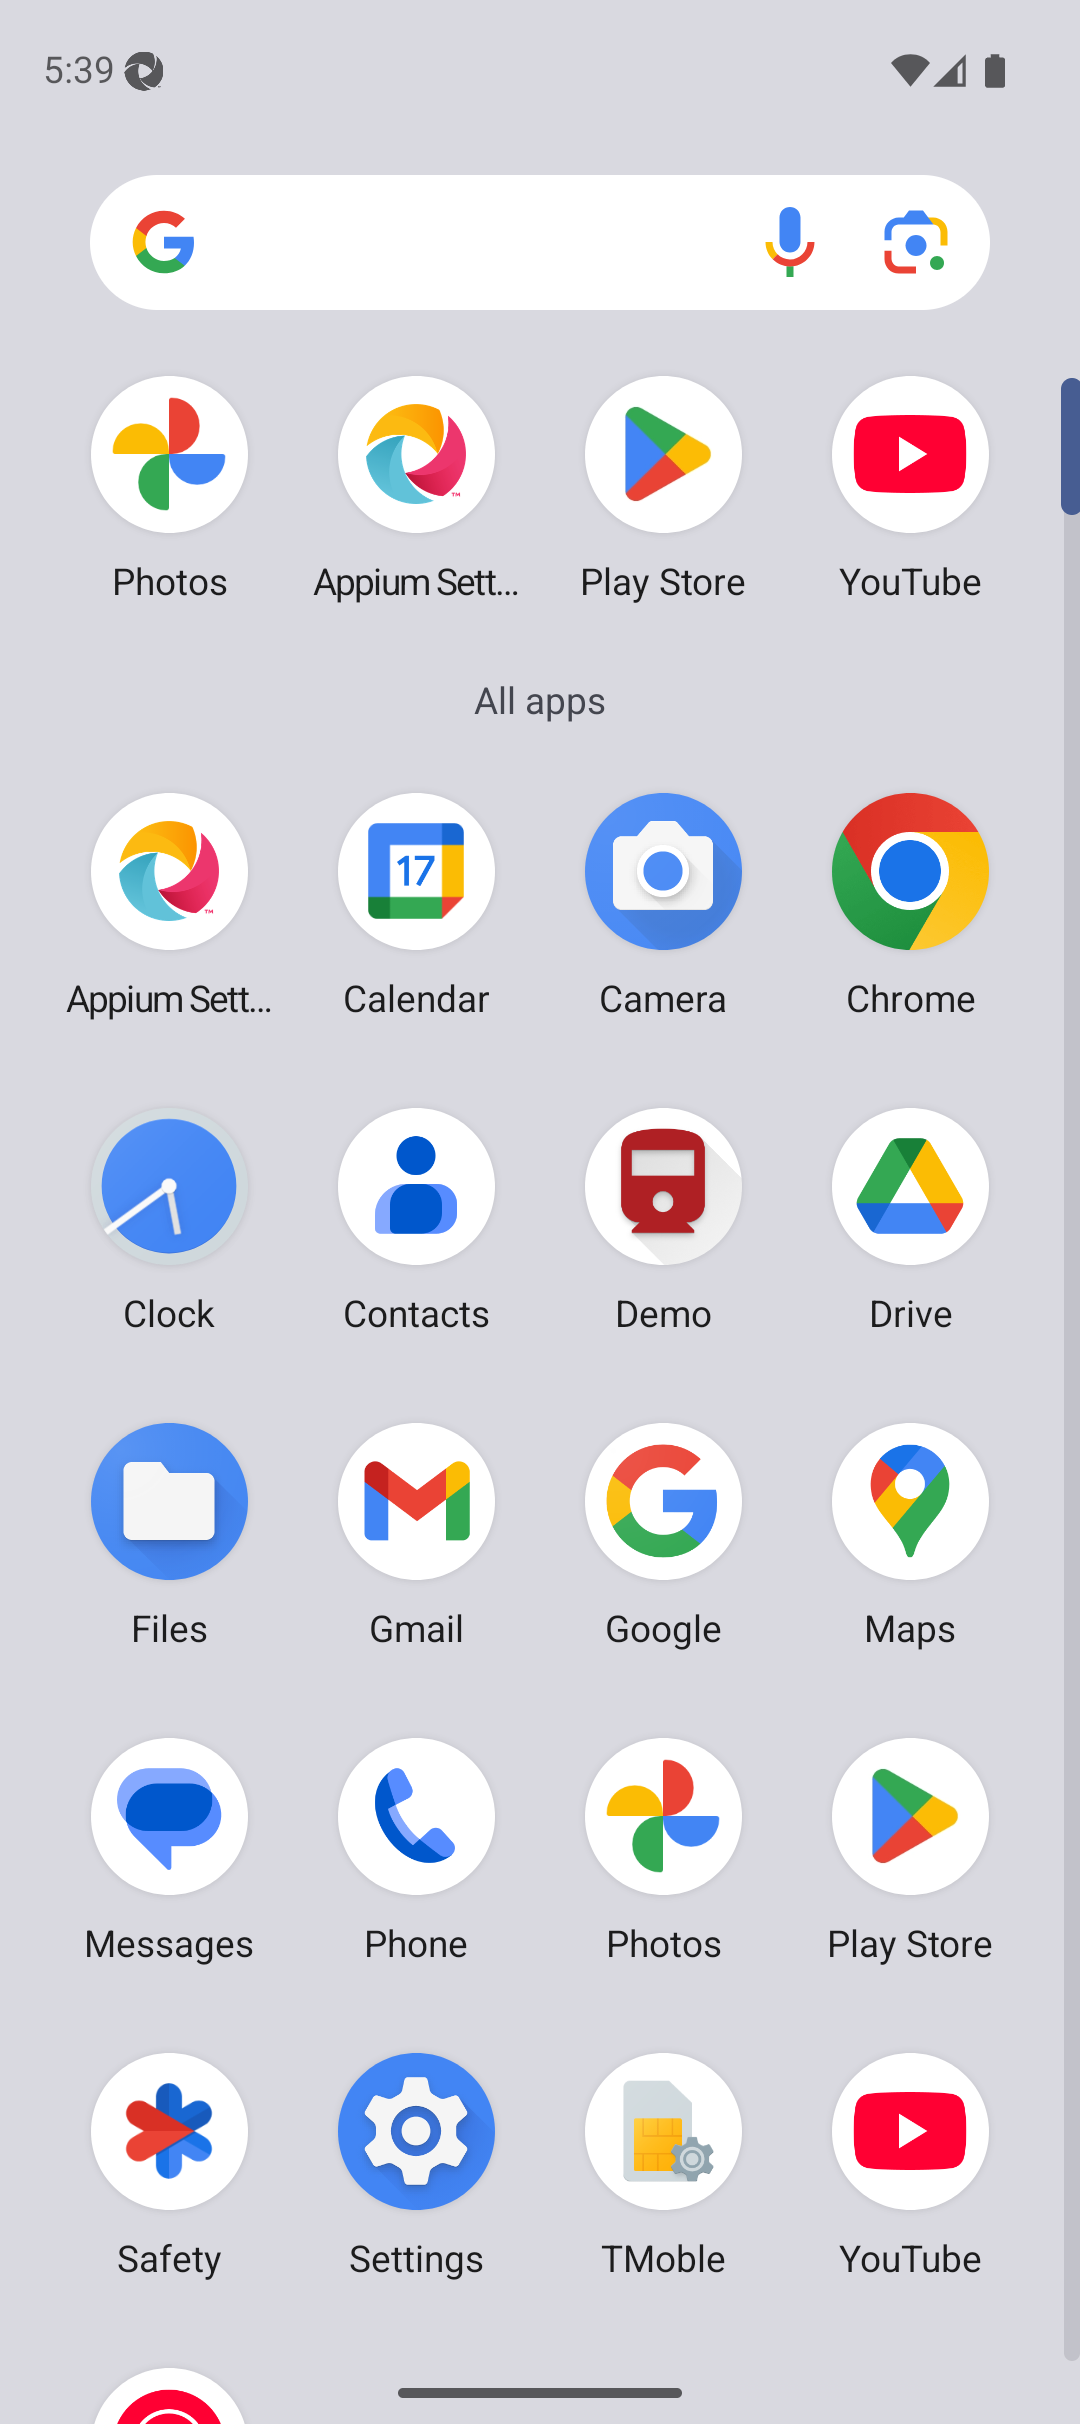 5:39
Photos
Appium Sett...
Play Store
YouTube
All apps
Appium Sett...
17
Calendar
Camera
Chrome
Clock
Contacts
Demo
Drive
Files
Gmail
Google
Maps
Messages
Phone
Photos
Play Store
Safety
Settings
TMoble
YouTube